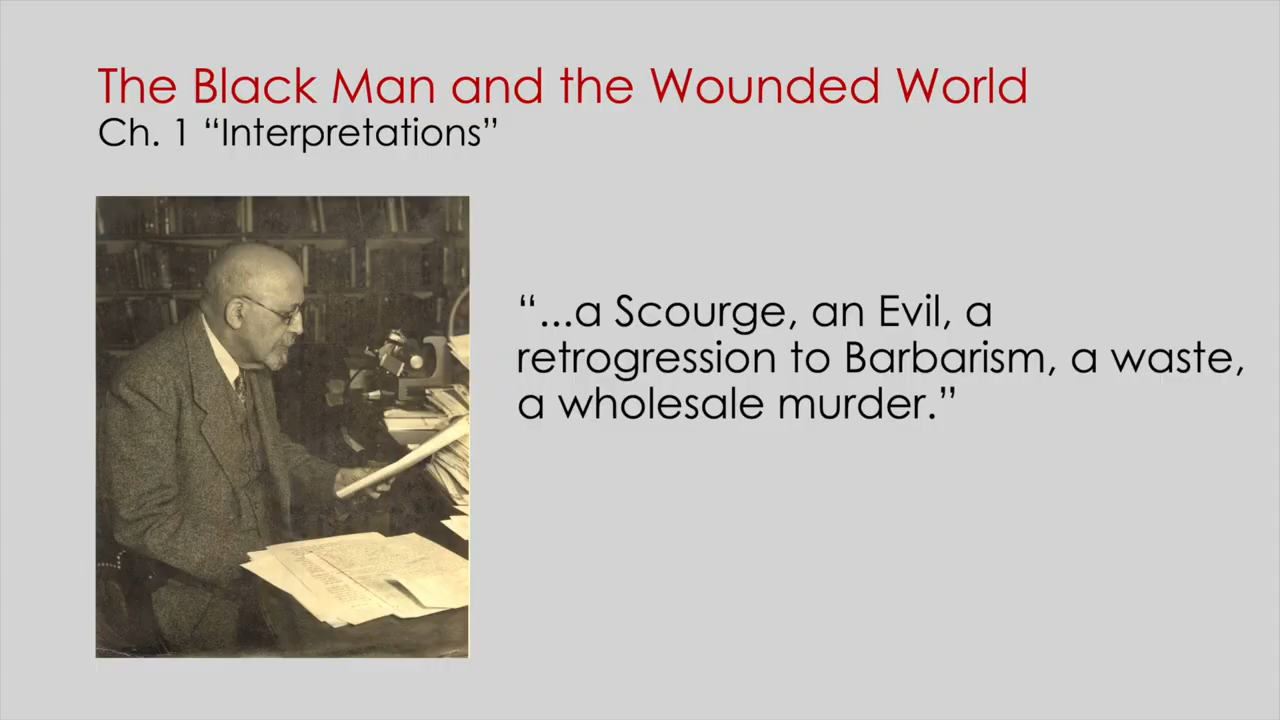 The Black Man and the Wounded World
Ch. 1 “Interpretations”
“...a Scourge, an Evil, a
retrogression to Barbarism, a waste,
a wholesale murder.”